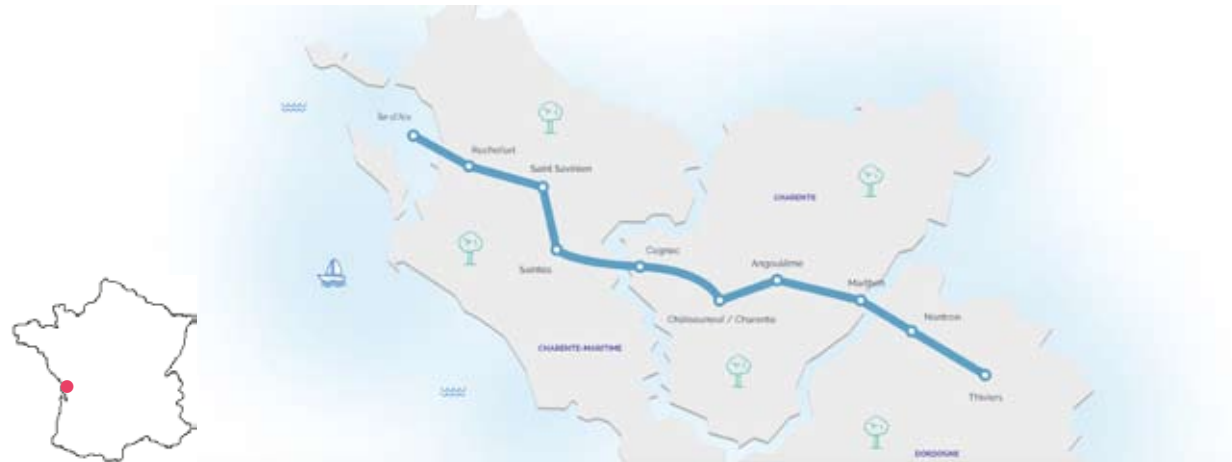 Île d'Aix
Rochefort
Saint Savinien
CHARENTE
Cognac
Angoulême
Saintes
Marthon
Châteauneuf / Charente
Nontron
CHARENTE-MARITIME
Thiviers
DORDOGNE